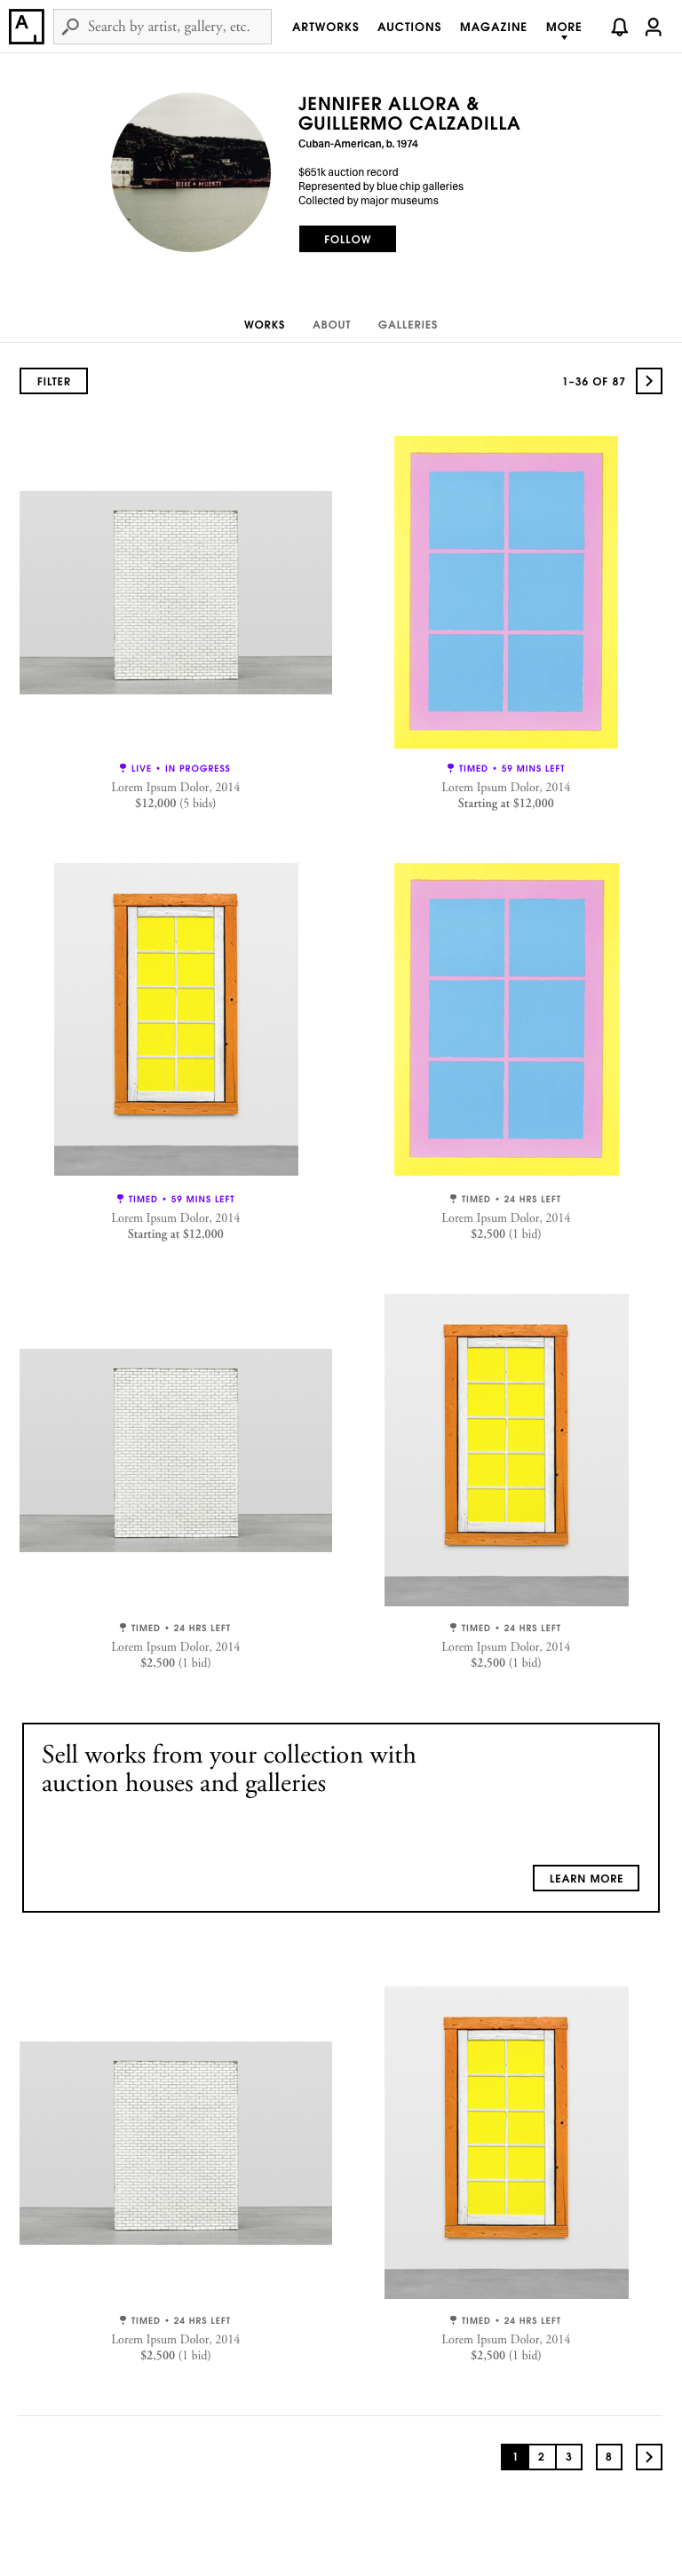 A
Search by artist, gallery, etc.
ARTWORKS
AUCTIONS
MAGAZINE
MORE
JENNIFER ALLORA &
GUILLERMO CALZADILLA
Cuban-American, b. 1974
$651k auction record
Represented by blue chip galleries
Collected by major museums
FOLLOW
WORKS
ABOUT
GALLERIES
FILTER
1–36 OF 87
LIVE • IN PROGRESS
Lorem Ipsum Dolor, 2014
$12,000 (5 bids)
TIMED • 59 MINS LEFT
Lorem Ipsum Dolor, 2014
Starting at $12,000
TIMED • 59 MINS LEFT
Lorem Ipsum Dolor, 2014
Starting at $12,000
TIMED • 24 HRS LEFT
Lorem Ipsum Dolor, 2014
$2,500 (1 bid)
TIMED • 24 HRS LEFT
Lorem Ipsum Dolor, 2014
$2,500 (1 bid)
TIMED • 24 HRS LEFT
Lorem Ipsum Dolor, 2014
$2,500 (1 bid)
Sell works from your collection with
auction houses and galleries
LEARN MORE
TIMED • 24 HRS LEFT
Lorem Ipsum Dolor, 2014
$2,500 (1 bid)
TIMED • 24 HRS LEFT
Lorem Ipsum Dolor, 2014
$2,500 (1 bid)
1 2 3 8